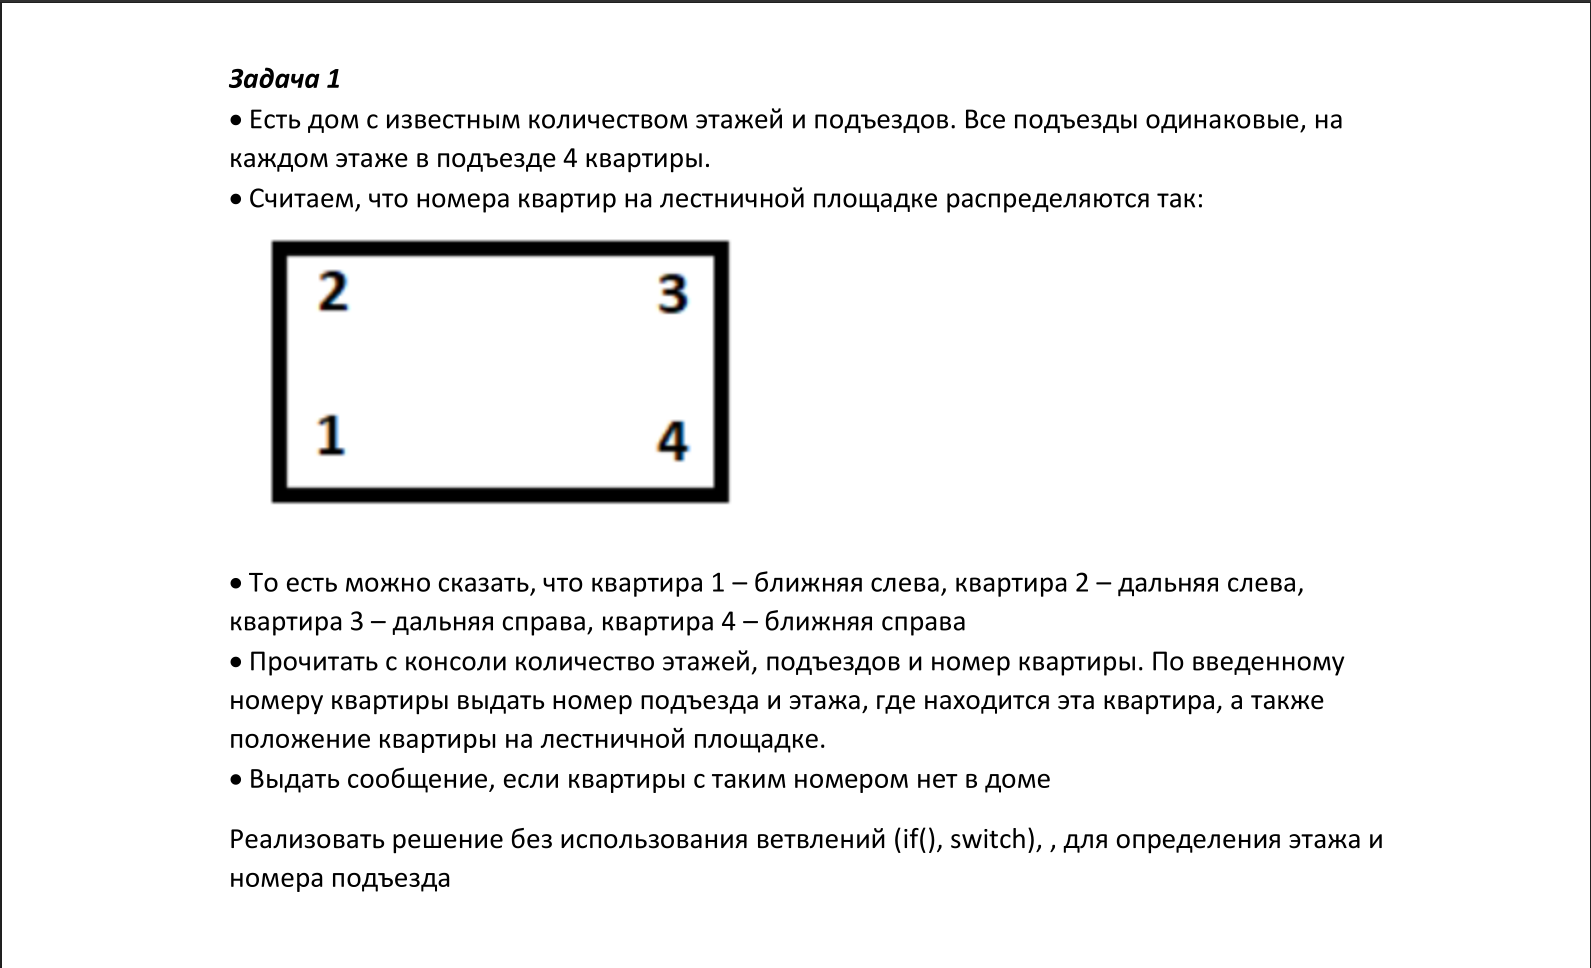 Задача 1
• Есть дом с известным количеством этажей и подъездов. Все подъезды одинаковые, на
каждом этаже в подъезде 4 квартиры.
• Считаем, что номера квартир на лестничной площадке распределяются так:
2 3
1 4
• То есть можно сказать, что квартира 1 – ближняя слева, квартира 2 – дальняя слева,
квартира 3 – дальняя справа, квартира 4 – ближняя справа
• Прочитать с консоли количество этажей, подъездов и номер квартиры. По введенному
номеру квартиры выдать номер подъезда и этажа, где находится эта квартира, а также
положение квартиры на лестничной площадке.
• Выдать сообщение, если квартиры с таким номером нет в доме
Реализовать решение без использования ветвлений (if(), switch), , для определения этажа и
номера подъезда